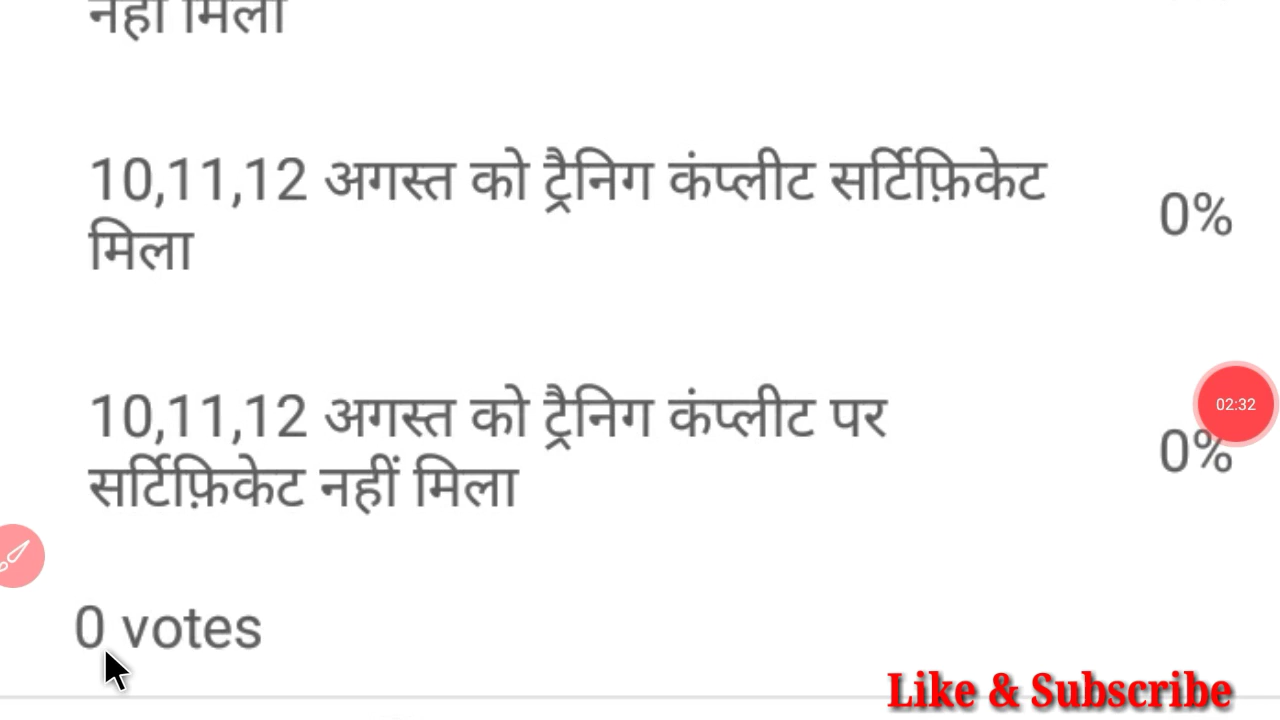 नहीं मिला
10,11,12 अगस्त को ट्रैनिग कंप्लीट सर्टिफ़िकेट
मिला
0%
10,11,12 अगस्त को ट्रैनिग कंप्लीट पर
सर्टिफ़िकेट नहीं मिला
0%
02:32
0 votes
Like & Subscribe